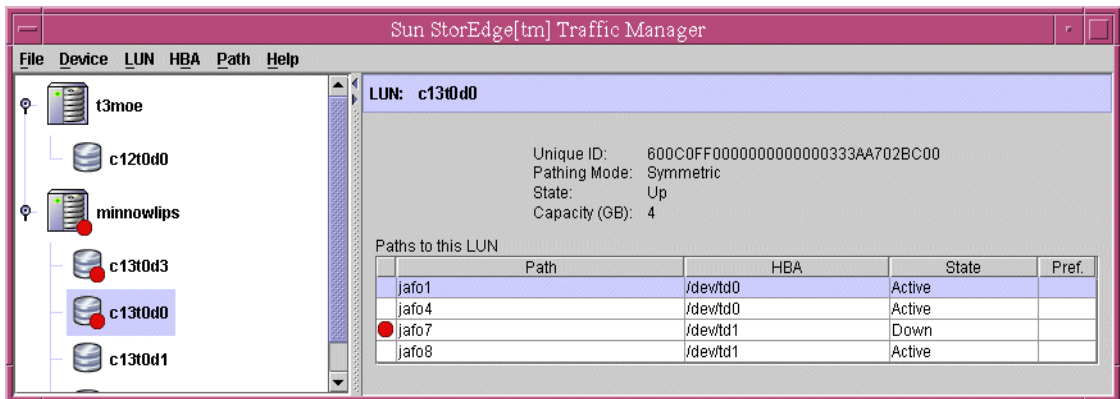 Sun StorEdge[tm] Traffic Manager
File Device LUN HBA Path Help
t3moe
c12t0d0
minnowlips
c13t0d3
c13t0d0
c13t0d1
LUN: c13t0d0
Unique ID: 600C0FF0000000000000333AA702BC00
Pathing Mode: Symmetric
State: Up
Capacity (GB): 4
Paths to this LUN
Path HBA State Pref.
jafo1 /dev/td0 Active
jafo4 /dev/td0 Active
jafo7 /dev/td1 Down
jafo8 /dev/td1 Active